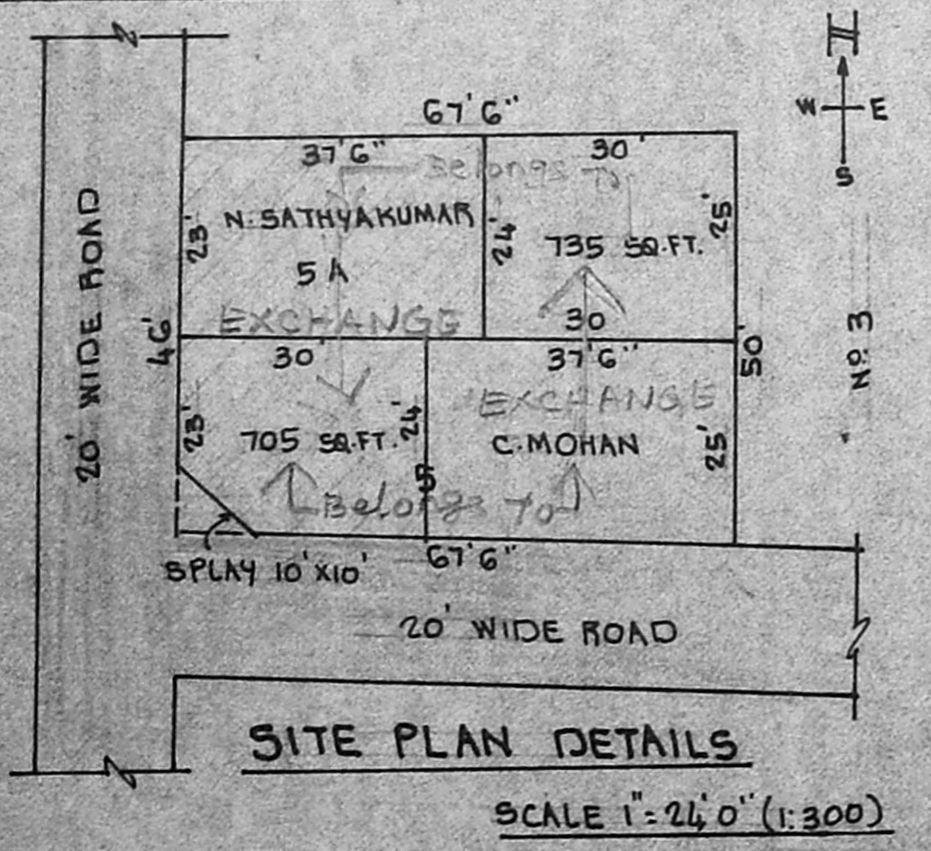 67'6"
37'6"
30'
Belongs To
N. SATHYAKUMAR
5 A
23'
24'
735 SQ.FT.
25'
EXCHANGE
30
46'
50'
20' WIDE ROAD
No. 3
W E
S
30'
37'6"
EXCHANGE
23'
705 SQ.FT.
24'
C. MOHAN
25'
Belongs To
SPLAY 10'X10'
67'6"
20' WIDE ROAD
SITE PLAN DETAILS
SCALE 1"=24'0" (1:300)